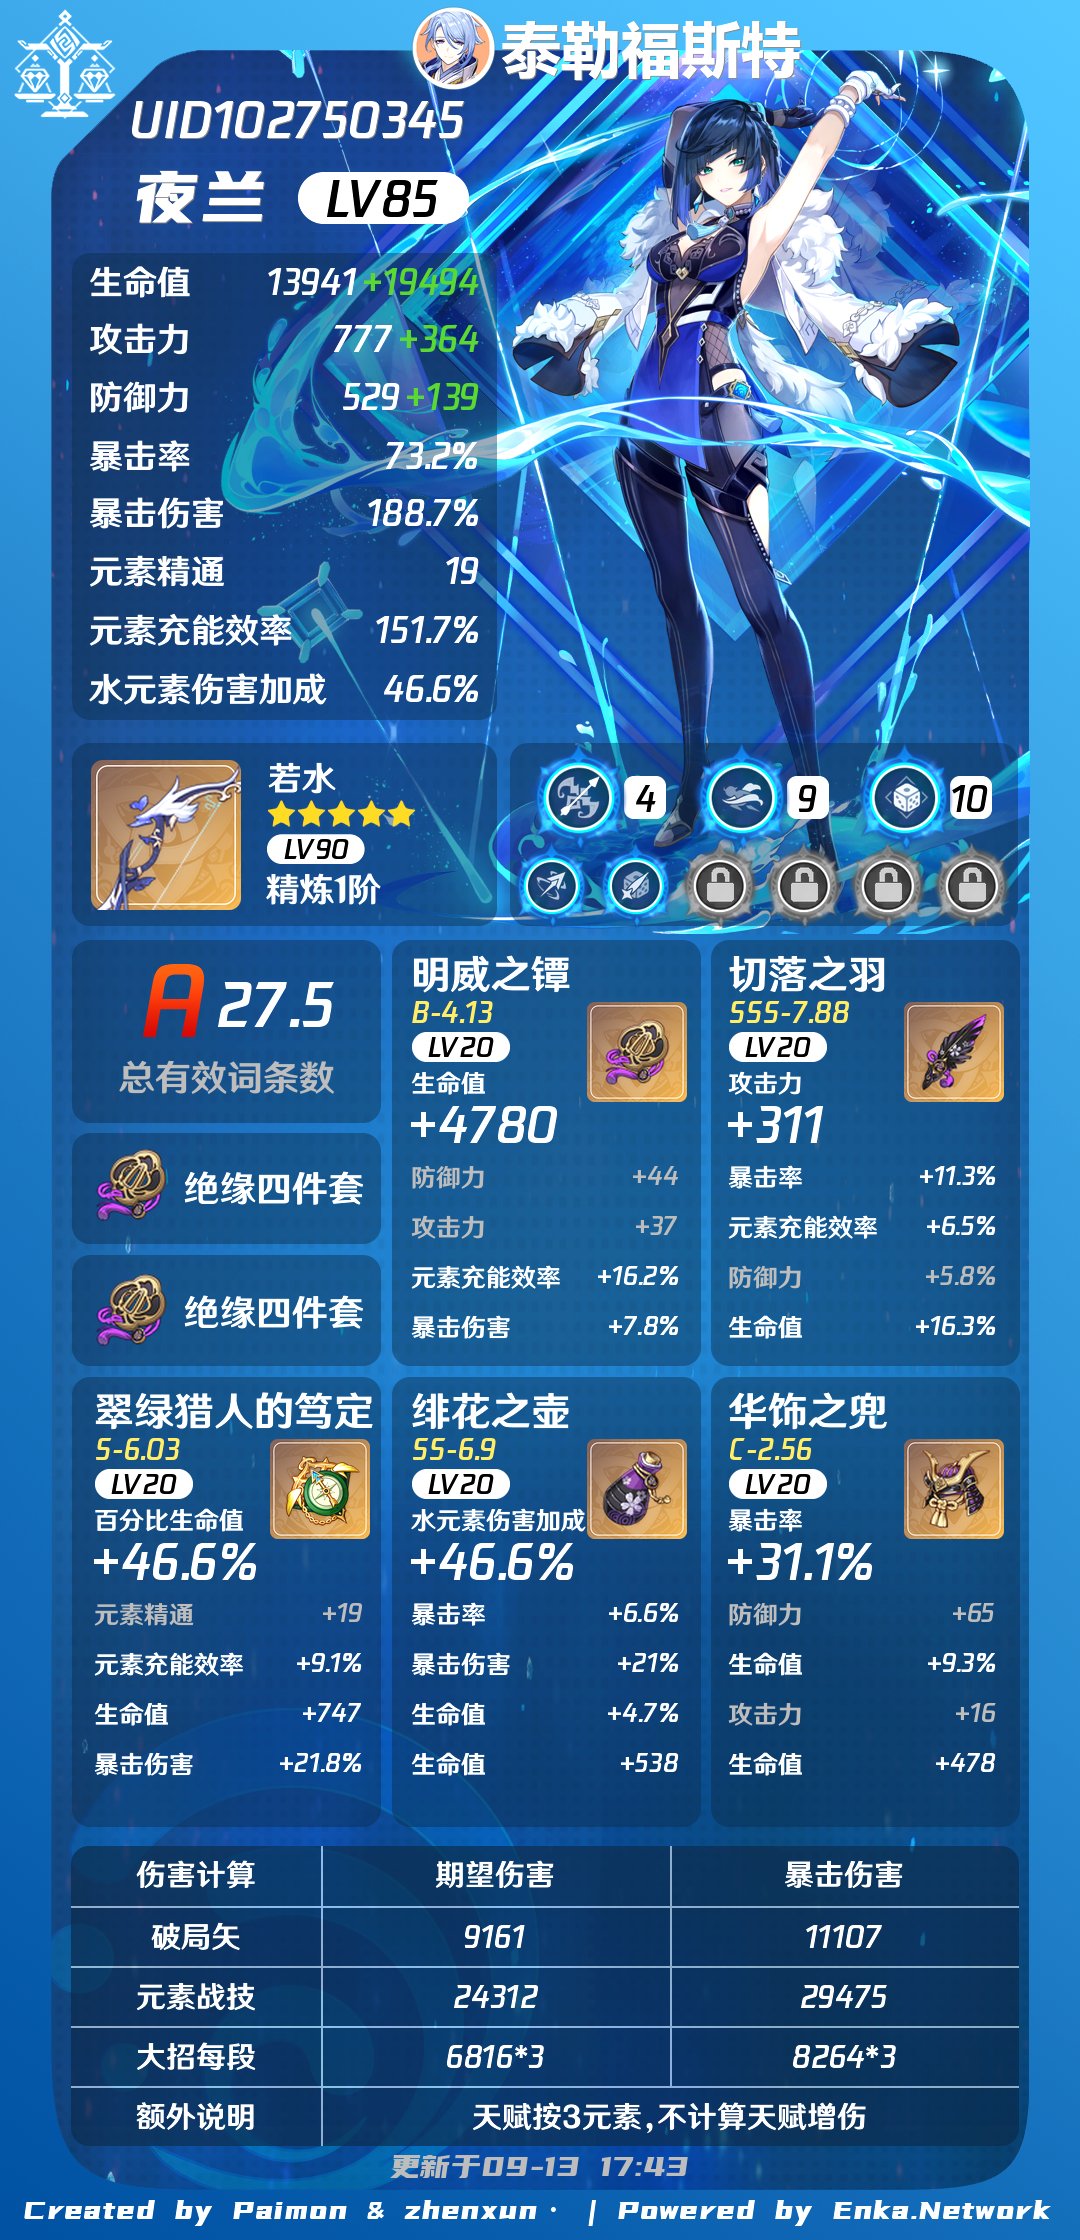 泰勒福斯特
UID102750345
夜兰 LV85
生命值 13941+19494
攻击力 777+364
防御力 529+139
暴击率 73.2%
暴击伤害 188.7%
元素精通 19
元素充能效率 151.7%
水元素伤害加成 46.6%
若水
LV90
精炼1阶
4 9 10
A 27.5
总有效词条数
绝缘四件套
绝缘四件套
明威之镡
B-4.13
LV20
生命值
+4780
防御力 +44
攻击力 +37
元素充能效率 +16.2%
暴击伤害 +7.8%
切落之羽
SSS-7.88
LV20
攻击力
+311
暴击率 +11.3%
元素充能效率 +6.5%
防御力 +5.8%
生命值 +16.3%
翠绿猎人的笃定
S-6.03
LV20
百分比生命值
+46.6%
元素精通 +19
元素充能效率 +9.1%
生命值 +747
暴击伤害 +21.8%
绯花之壶
SS-6.9
LV20
水元素伤害加成
+46.6%
暴击率 +6.6%
暴击伤害 +21%
生命值 +4.7%
生命值 +538
华饰之兜
C-2.56
LV20
暴击率
+31.1%
防御力 +65
生命值 +9.3%
攻击力 +16
生命值 +478
伤害计算 期望伤害 暴击伤害
破局矢 9161 11107
元素战技 24312 29475
大招每段 6816*3 8264*3
额外说明 天赋按3元素,不计算天赋增伤
更新于09-13 17:43
Created by Paimon & zhenxun · | Powered by Enka.Network